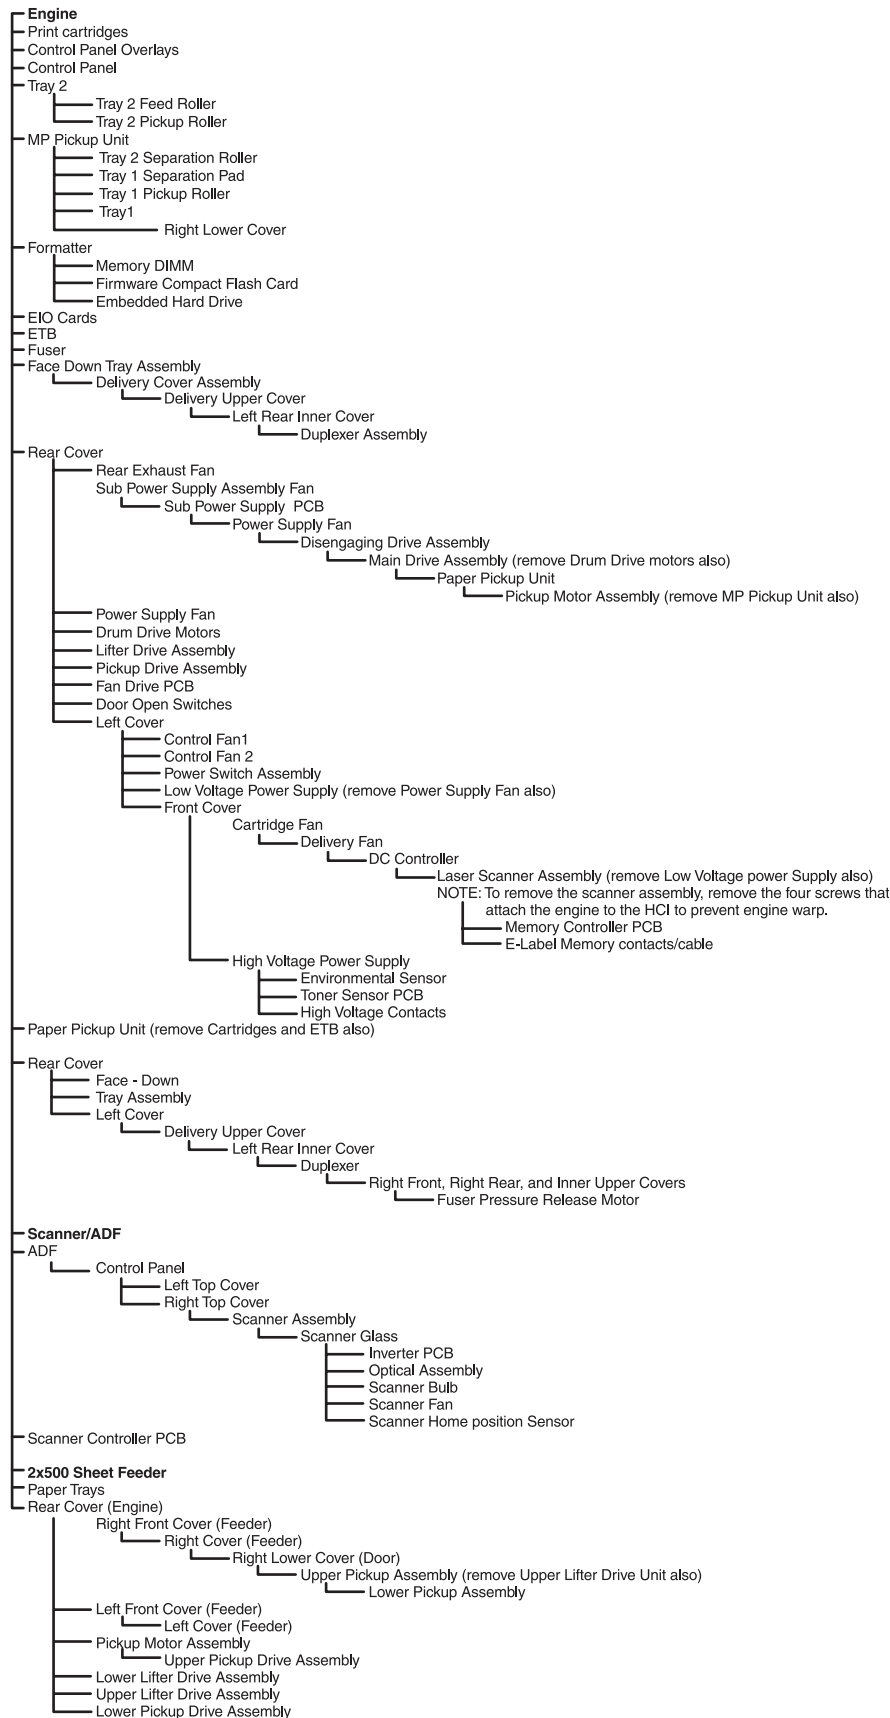 Engine
Print cartridges
Control Panel Overlays
Control Panel
Tray 2
Tray 2 Feed Roller
Tray 2 Pickup Roller
MP Pickup Unit
Tray 2 Separation Roller
Tray 1 Separation Pad
Tray 1 Pickup Roller
Tray1
Right Lower Cover
Formatter
Memory DIMM
Firmware Compact Flash Card
Embedded Hard Drive
EIO Cards
ETB
Fuser
Face Down Tray Assembly
Delivery Cover Assembly
Delivery Upper Cover
Left Rear Inner Cover
Duplexer Assembly
Rear Cover
Rear Exhaust Fan
Sub Power Supply Assembly Fan
Sub Power Supply PCB
Power Supply Fan
Disengaging Drive Assembly
Main Drive Assembly (remove Drum Drive motors also)
Paper Pickup Unit
Pickup Motor Assembly (remove MP Pickup Unit also)
Power Supply Fan
Drum Drive Motors
Lifter Drive Assembly
Pickup Drive Assembly
Fan Drive PCB
Door Open Switches
Left Cover
Control Fan1
Control Fan 2
Power Switch Assembly
Low Voltage Power Supply (remove Power Supply Fan also)
Front Cover
Cartridge Fan
Delivery Fan
DC Controller
Laser Scanner Assembly (remove Low Voltage power Supply also)
NOTE: To remove the scanner assembly, remove the four screws that
attach the engine to the HCI to prevent engine warp.
Memory Controller PCB
E-Label Memory contacts/cable
High Voltage Power Supply
Environmental Sensor
Toner Sensor PCB
High Voltage Contacts
Paper Pickup Unit (remove Cartridges and ETB also)
Rear Cover
Face - Down
Tray Assembly
Left Cover
Delivery Upper Cover
Left Rear Inner Cover
Duplexer
Right Front, Right Rear, and Inner Upper Covers
Fuser Pressure Release Motor
Scanner/ADF
ADF
Control Panel
Left Top Cover
Right Top Cover
Scanner Assembly
Scanner Glass
Inverter PCB
Optical Assembly
Scanner Bulb
Scanner Fan
Scanner Home position Sensor
Scanner Controller PCB
2x500 Sheet Feeder
Paper Trays
Rear Cover (Engine)
Right Front Cover (Feeder)
Right Cover (Feeder)
Right Lower Cover (Door)
Upper Pickup Assembly (remove Upper Lifter Drive Unit also)
Lower Pickup Assembly
Left Front Cover (Feeder)
Left Cover (Feeder)
Pickup Motor Assembly
Upper Pickup Drive Assembly
Lower Lifter Drive Assembly
Upper Lifter Drive Assembly
Lower Pickup Drive Assembly